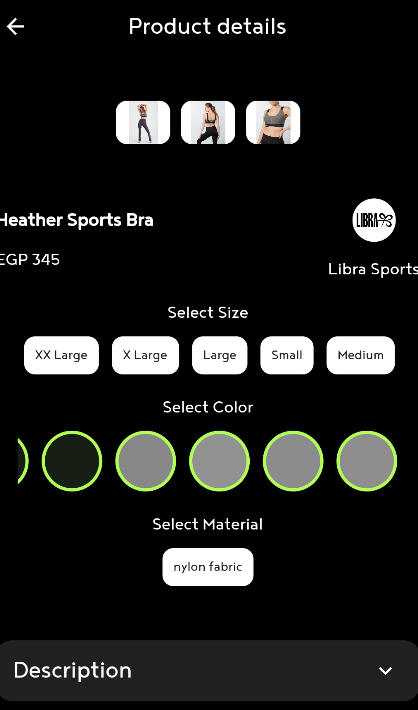 Product details
Heather Sports Bra
EGP 345
LIBRA
Libra Sports
Select Size
XX Large
X Large
Large
Small
Medium
Select Color
Select Material
nylon fabric
Description